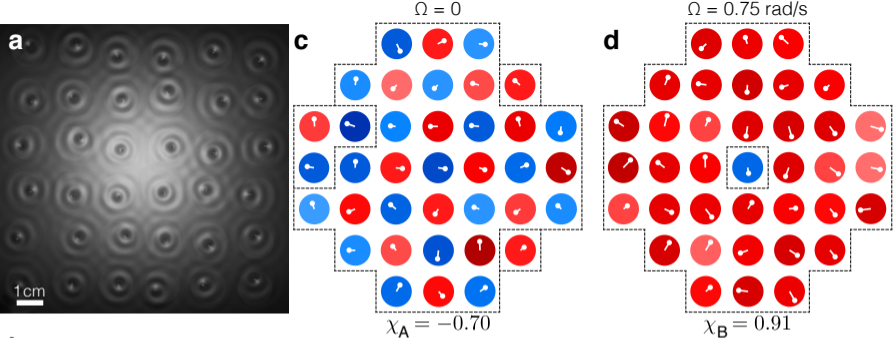 a
1cm
c
Ω = 0
χA = −0.70
d
Ω = 0.75 rad/s
χB = 0.91